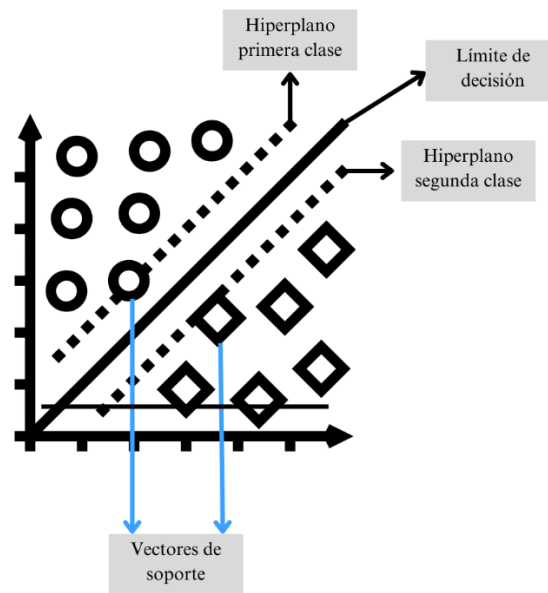 Hiperplano
primera clase
Límite de
decisión
Hiperplano
segunda clase
Vectores de
soporte